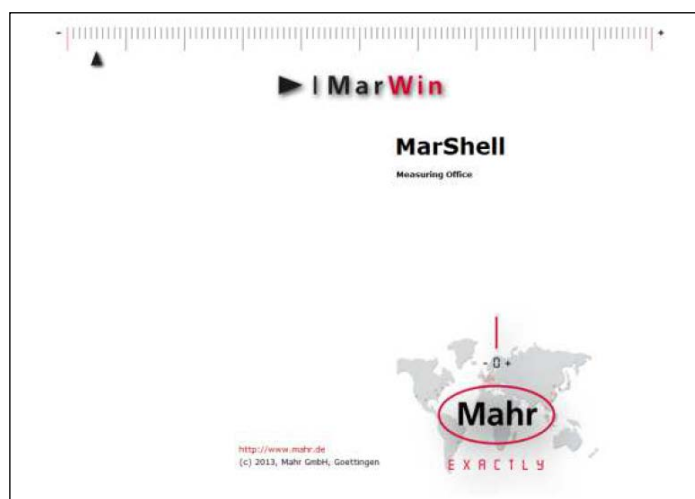 - +
MarWin
MarShell
Measuring Office
- 0 +
Mahr
EXACTLY
http://www.mahr.de
(c) 2013, Mahr GmbH, Goettingen